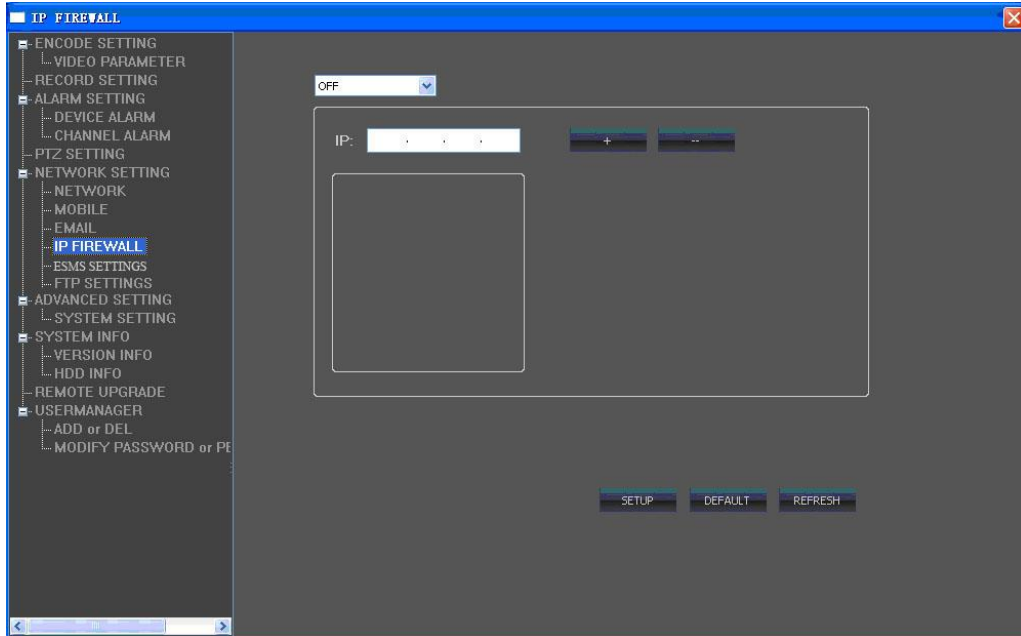 IP FIREWALL
ENCODE SETTING
VIDEO PARAMETER
RECORD SETTING
ALARM SETTING
DEVICE ALARM
CHANNEL ALARM
PTZ SETTING
NETWORK SETTING
NETWORK
MOBILE
EMAIL
IP FIREWALL
ESMS SETTINGS
FTP SETTINGS
ADVANCED SETTING
SYSTEM SETTING
SYSTEM INFO
VERSION INFO
HDD INFO
REMOTE UPGRADE
USERMANAGER
ADD or DEL
MODIFY PASSWORD or PE
OFF
IP: . . . + --
SETUP DEFAULT REFRESH